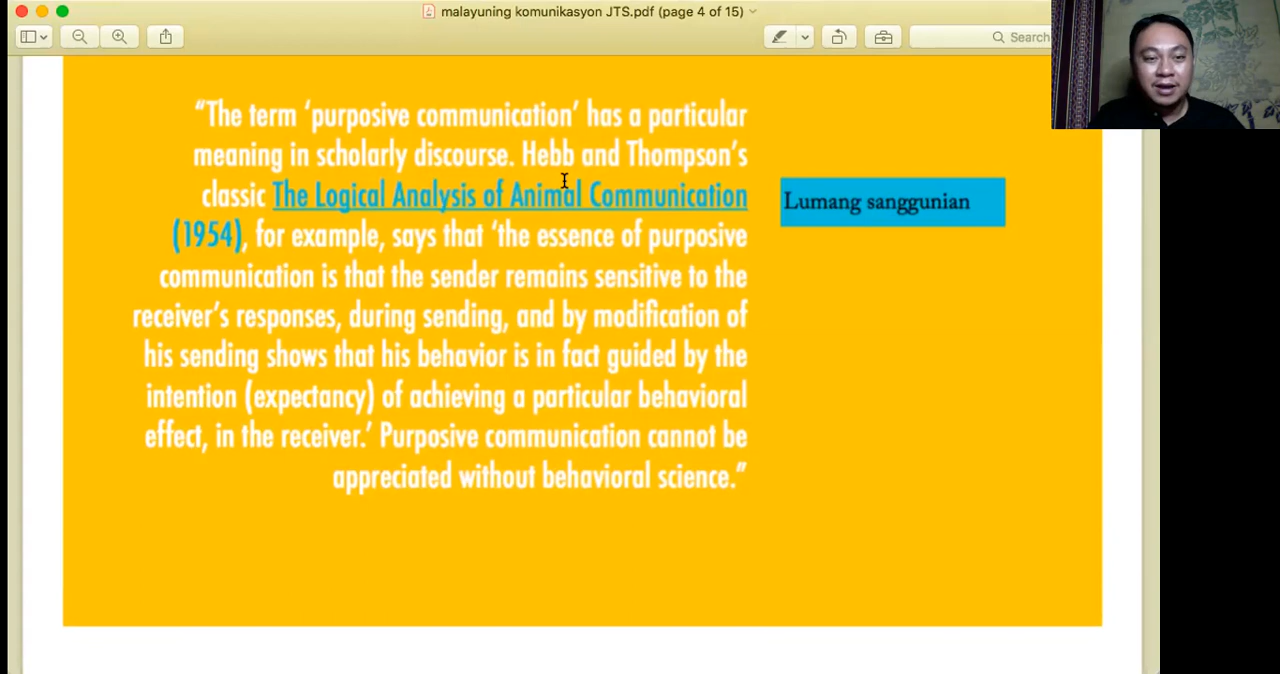 malayuning komunikasyon JTS.pdf (page 4 of 15)
Search
“The term ‘purposive communication’ has a particular
meaning in scholarly discourse. Hebb and Thompson’s
classic The Logical Analysis of Animal Communication
(1954), for example, says that ‘the essence of purposive
communication is that the sender remains sensitive to the
receiver’s responses, during sending, and by modification of
his sending shows that his behavior is in fact guided by the
intention (expectancy) of achieving a particular behavioral
effect, in the receiver.’ Purposive communication cannot be
appreciated without behavioral science.”
Lumang sanggunian